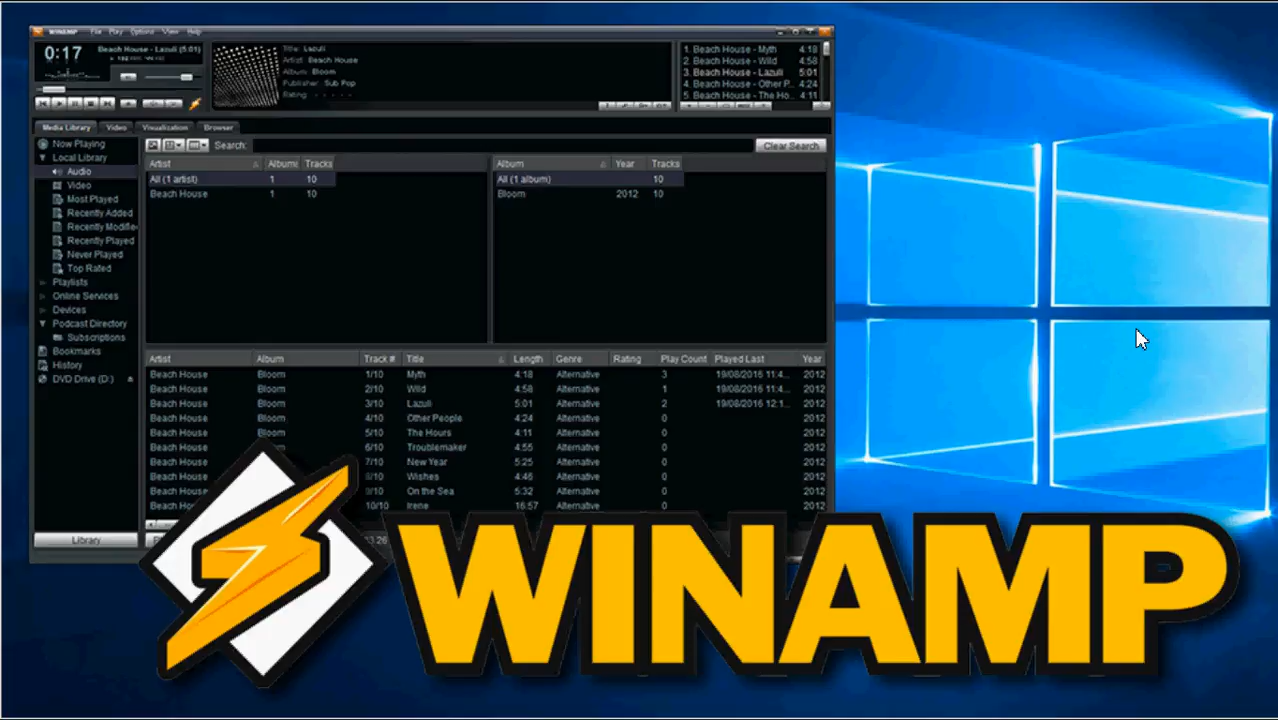 WINAMP File Play Options View Help
0:17
Beach House - Lazuli (5:01)
Title: Lazuli
Artist: Beach House
Album: Bloom
Publisher: Sub Pop
Rating:
1. Beach House - Myth 4:18
2. Beach House - Wild 4:58
3. Beach House - Lazuli 5:01
4. Beach House - Other P... 4:24
5. Beach House - The Ho... 4:11
Media Library Video Visualization Browser
Now Playing
Local Library
Audio
Video
Most Played
Recently Added
Recently Modifie
Recently Played
Never Played
Top Rated
Playlists
Online Services
Devices
Podcast Directory
Subscriptions
Bookmarks
History
DVD Drive (D:)
Library
Search: Clear Search
Artist Albums Tracks
All (1 artist) 1 10
Beach House 1 10
Album Year Tracks
All (1 album) 10
Bloom 2012 10
Artist Album Track # Title Length Genre Rating Play Count Played Last Year
Beach House Bloom 1/10 Myth 4:18 Alternative 3 19/08/2016 11:4... 2012
Beach House Bloom 2/10 Wild 4:58 Alternative 1 19/08/2016 11:4... 2012
Beach House Bloom 3/10 Lazuli 5:01 Alternative 2 19/08/2016 12:1... 2012
Beach House Bloom 4/10 Other People 4:24 Alternative 0 2012
Beach House Bloom 5/10 The Hours 4:11 Alternative 0 2012
Beach House Bloom 6/10 Troublemaker 4:55 Alternative 0 2012
Beach House 7/10 New Year 5:25 Alternative 0 2012
Beach House 8/10 Wishes 4:46 Alternative 0 2012
Beach House 9/10 On the Sea 5:32 Alternative 0 2012
Beach Hou 10/10 Irene 16:57 Alternative 0 2012
WINAMP